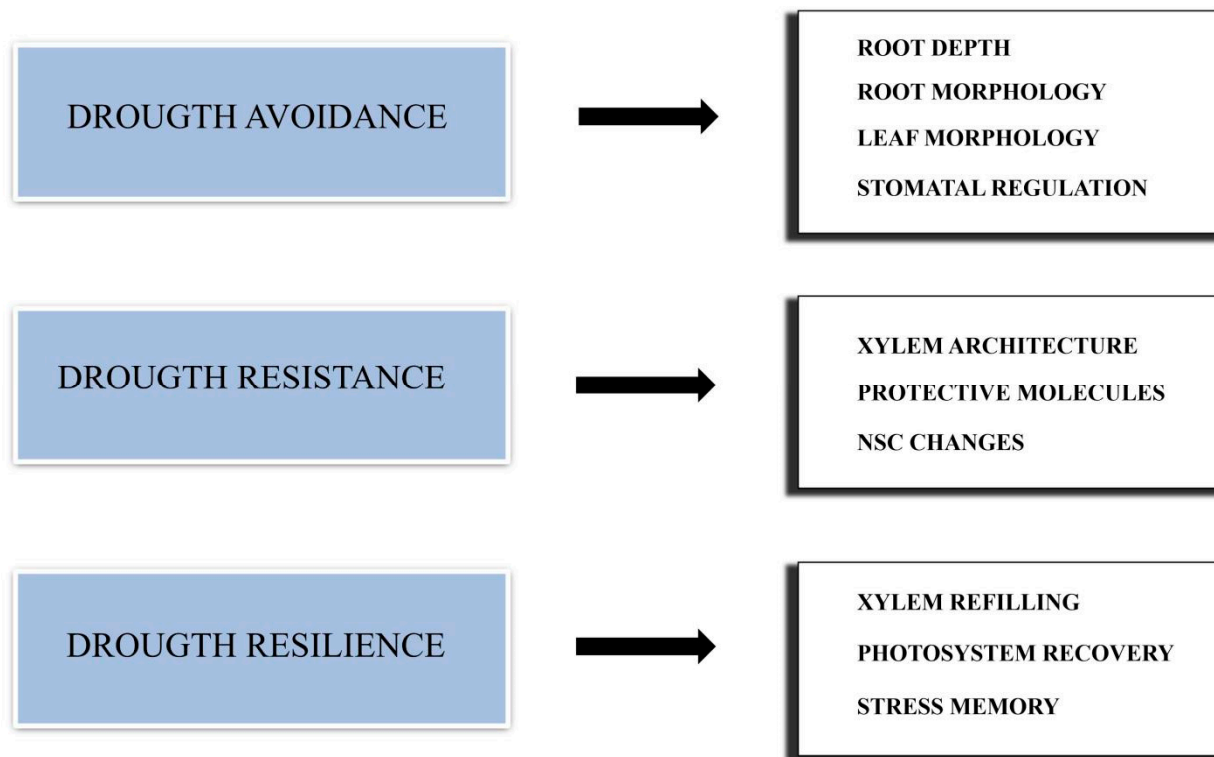 DROUGTH AVOIDANCE
ROOT DEPTH
ROOT MORPHOLOGY
LEAF MORPHOLOGY
STOMATAL REGULATION
DROUGTH RESISTANCE
XYLEM ARCHITECTURE
PROTECTIVE MOLECULES
NSC CHANGES
DROUGTH RESILIENCE
XYLEM REFILLING
PHOTOSYSTEM RECOVERY
STRESS MEMORY